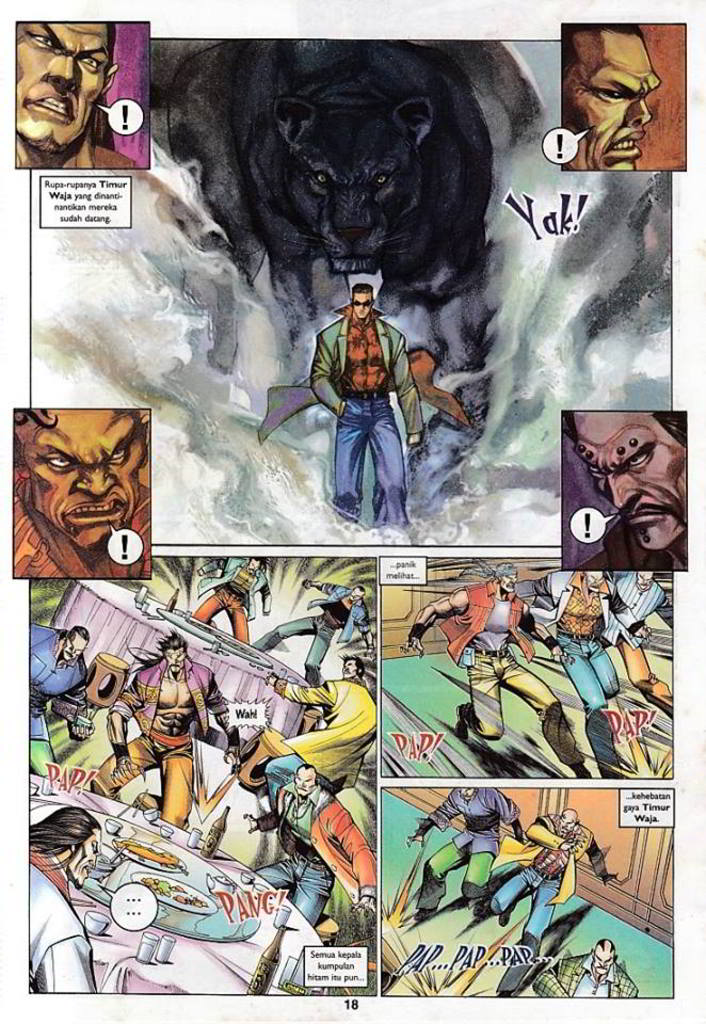 !
!
Rupa-rupanya Timur
Waja yang dinanti-
nantikan mereka
sudah datang.
Yak!
!
!
Wah!
PAP!
...
...
PANG!
Semua kepala
kumpulan
hitam itu pun...
...panik
melihat...
PAP!
PAP!
...kehebatan
gaya Timur
Waja.
PAP...PAP...PAP...
18